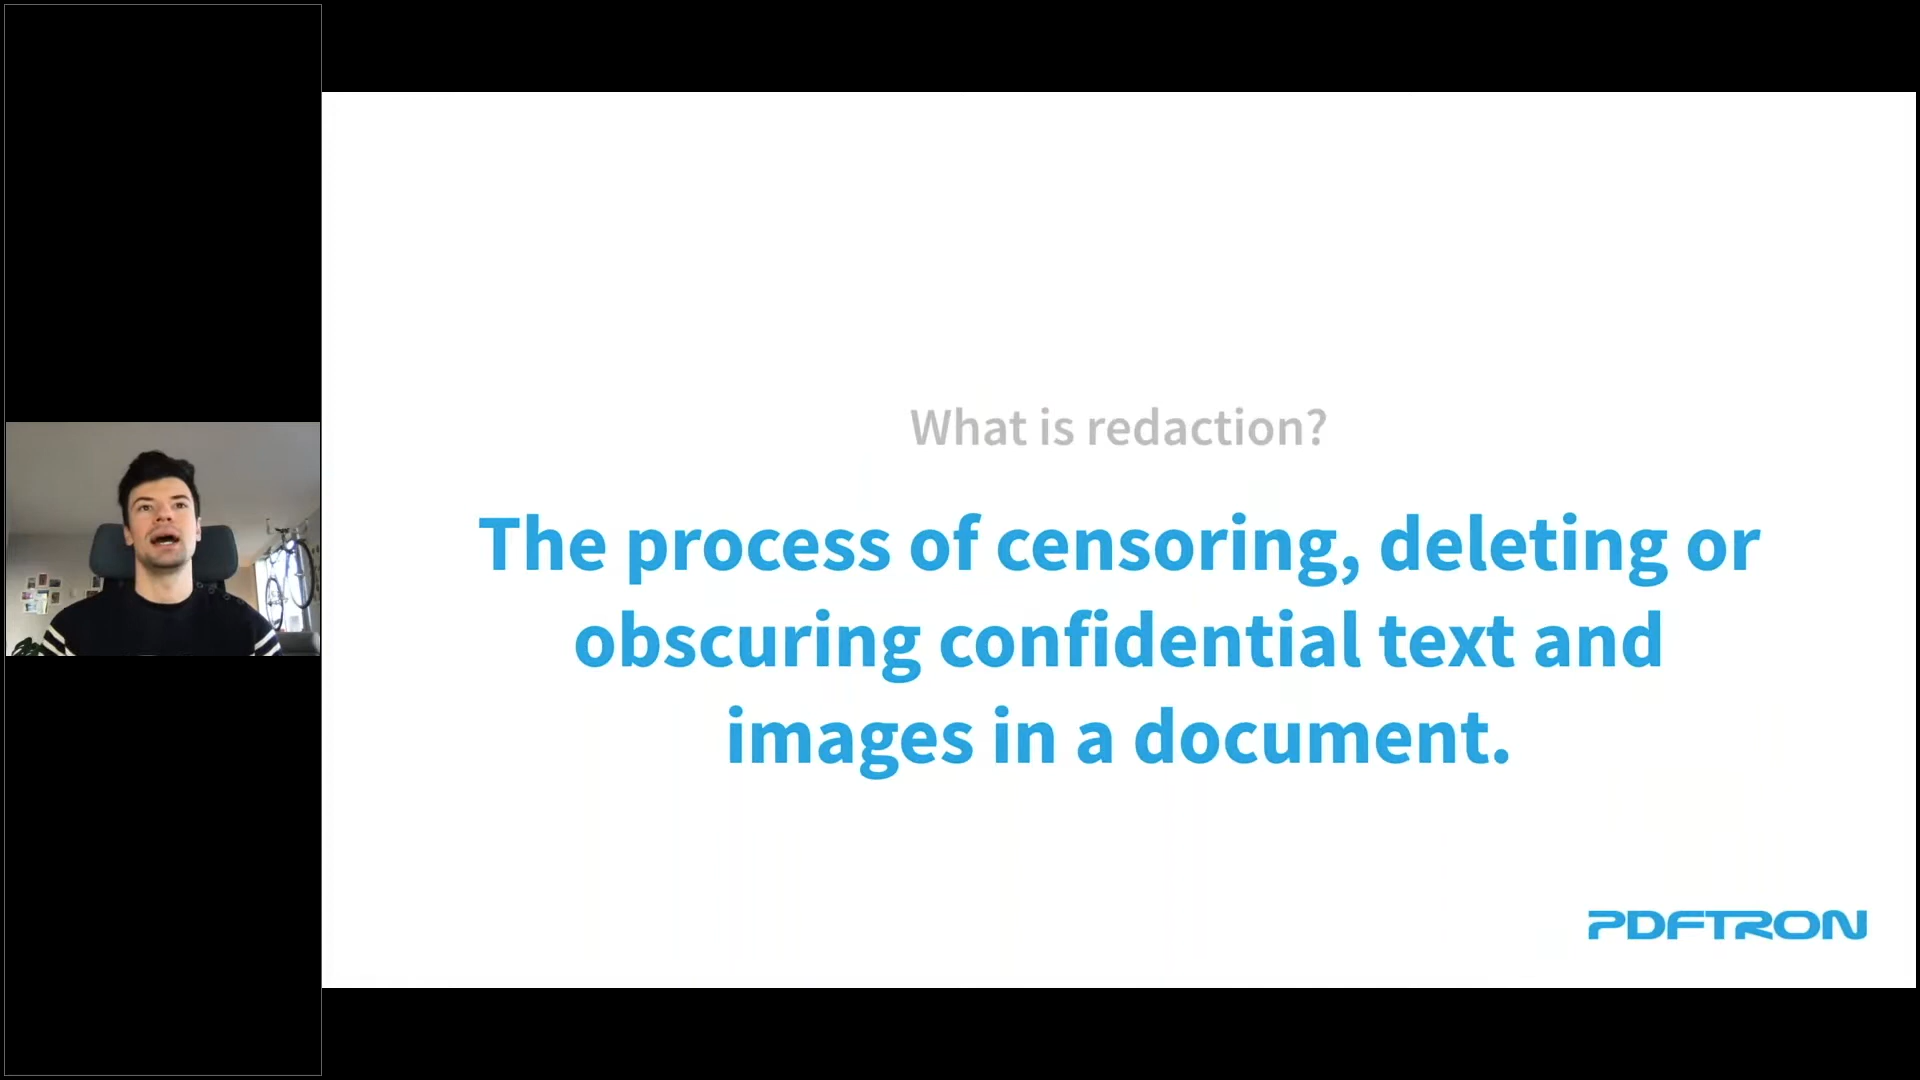 What is redaction?
The process of censoring, deleting or
obscuring confidential text and
images in a document.
PDFTRON